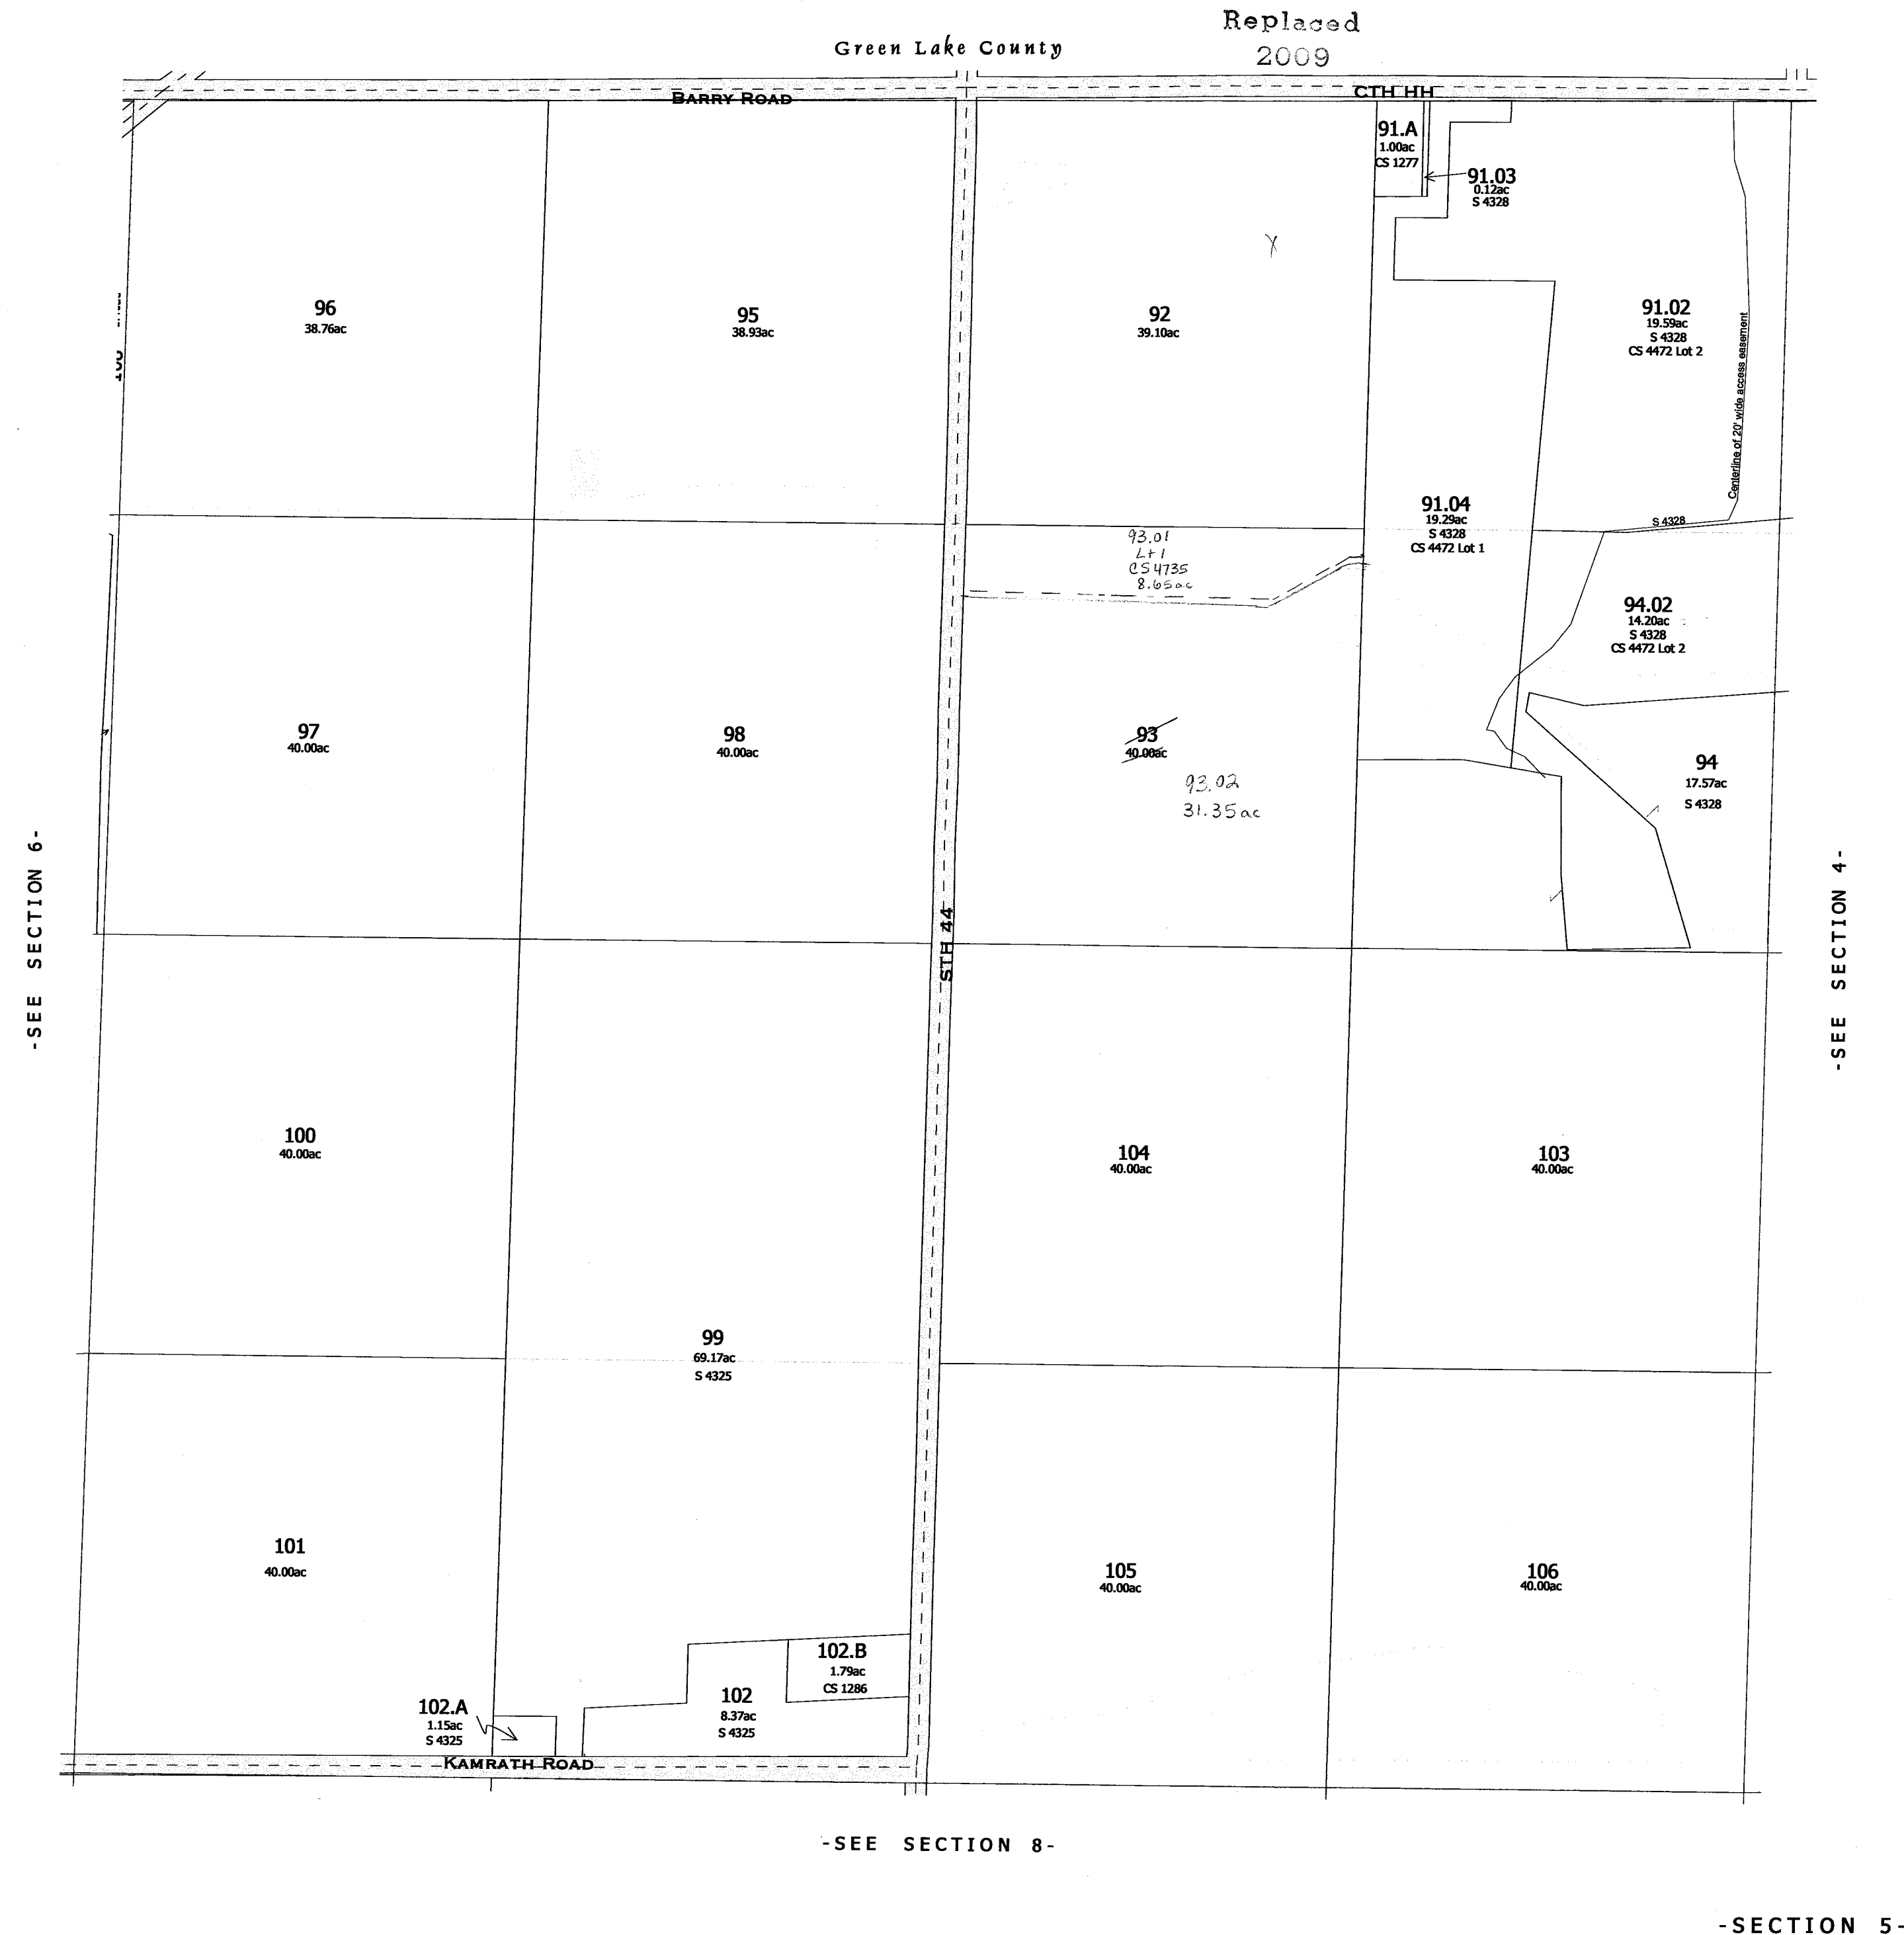 Replaced
2009
Green Lake County
BARRY ROAD
CTH HH
91.A
1.00ac
CS 1277
91.03
0.12ac
S 4328
96
38.76ac
95
38.93ac
92
39.10ac
91.02
19.59ac
S 4328
CS 4472 Lot 2
Centerline of 20' wide access easement
91.04
19.29ac
S 4328
CS 4472 Lot 1
S 4328
93.01
Lt 1
CS 4735
8.65ac
94.02
14.20ac
S 4328
CS 4472 Lot 2
97
40.00ac
98
40.00ac
93
40.00ac
93.02
31.35ac
94
17.57ac
S 4328
-SEE SECTION 6-
STH 44
-SEE SECTION 4-
100
40.00ac
104
40.00ac
103
40.00ac
99
69.17ac
S 4325
101
40.00ac
105
40.00ac
106
40.00ac
102.B
1.79ac
CS 1286
102
8.37ac
S 4325
102.A
1.15ac
S 4325
KAMRATH ROAD
-SEE SECTION 8-
-SECTION 5-